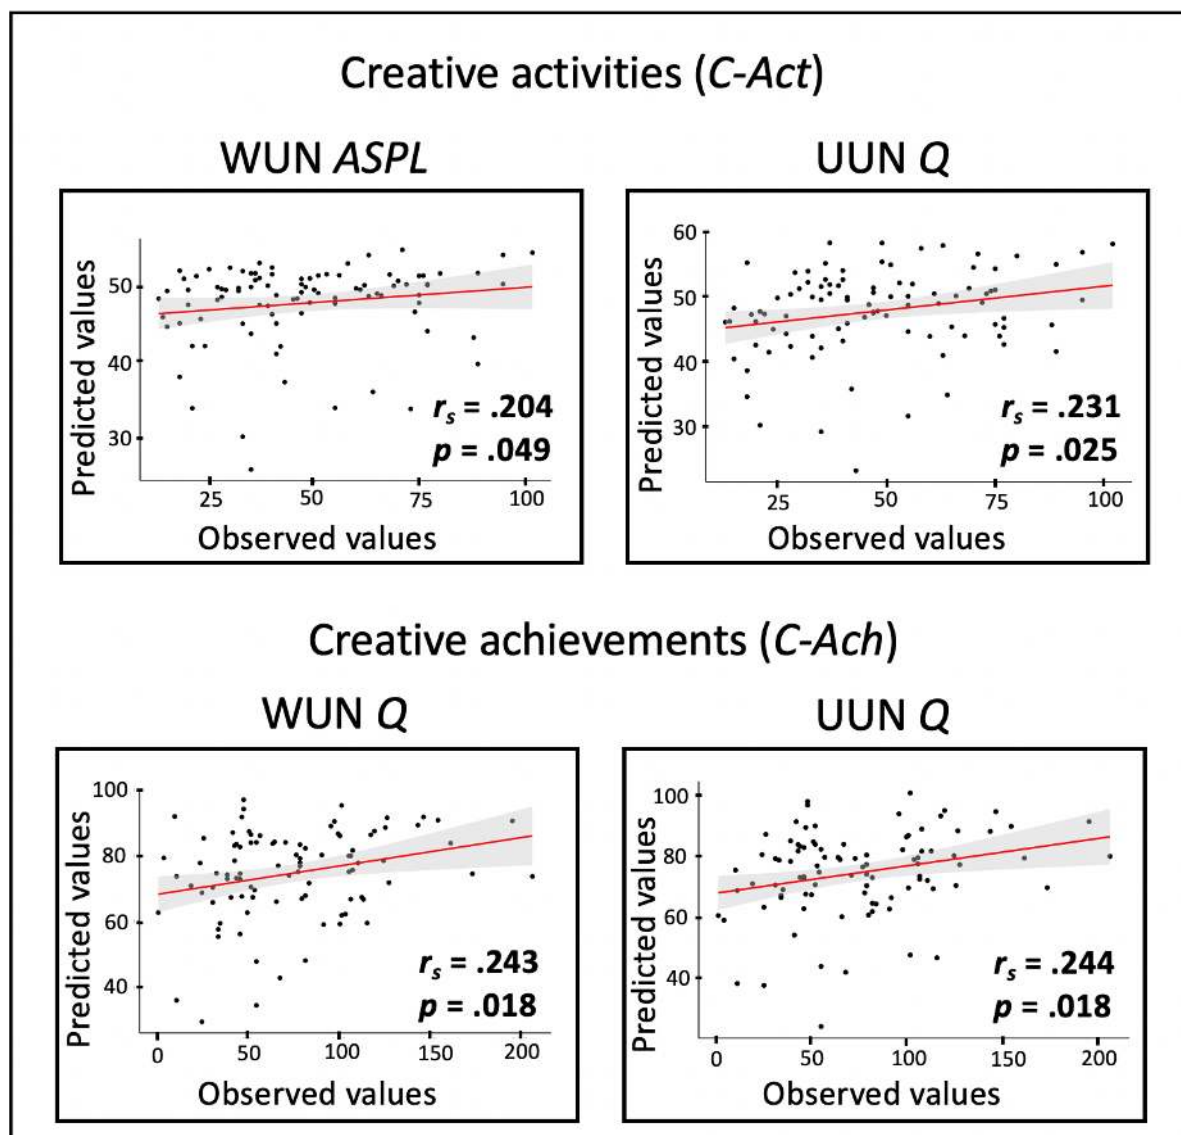 Creative activities (C-Act)
WUN ASPL
UUN Q
Predicted values
50
40
30
r_s = .204
p = .049
25 50 75 100
Observed values
Predicted values
60
50
40
30
r_s = .231
p = .025
25 50 75 100
Observed values
Creative achievements (C-Ach)
WUN Q
UUN Q
Predicted values
100
80
60
40
r_s = .243
p = .018
0 50 100 150 200
Observed values
Predicted values
100
80
60
40
r_s = .244
p = .018
0 50 100 150 200
Observed values